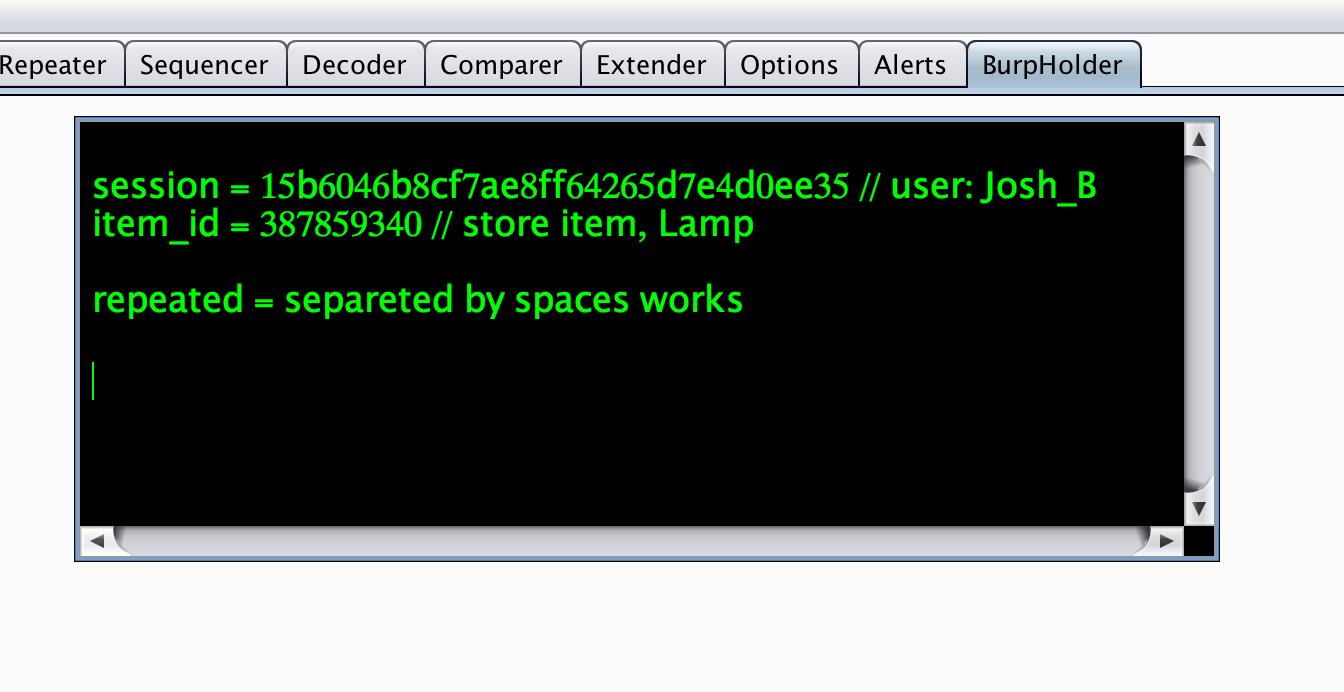 Repeater Sequencer Decoder Comparer Extender Options Alerts BurpHolder
session = 15b6046b8cf7ae8ff64265d7e4d0ee35 // user: Josh_B
item_id = 387859340 // store item, Lamp
repeated = separeted by spaces works